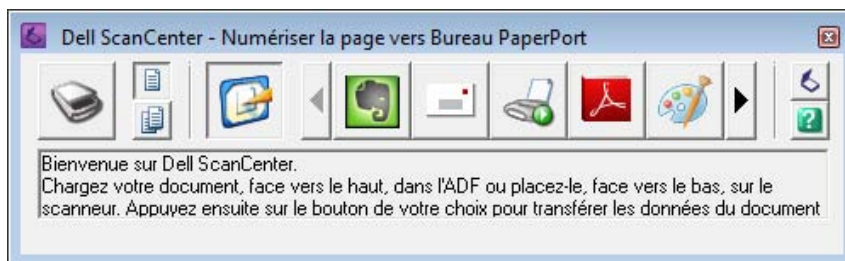 Dell ScanCenter - Numériser la page vers Bureau PaperPort
Bienvenue sur Dell ScanCenter.
Chargez votre document, face vers le haut, dans l'ADF ou placez-le, face vers le bas, sur le
scanneur. Appuyez ensuite sur le bouton de votre choix pour transférer les données du document